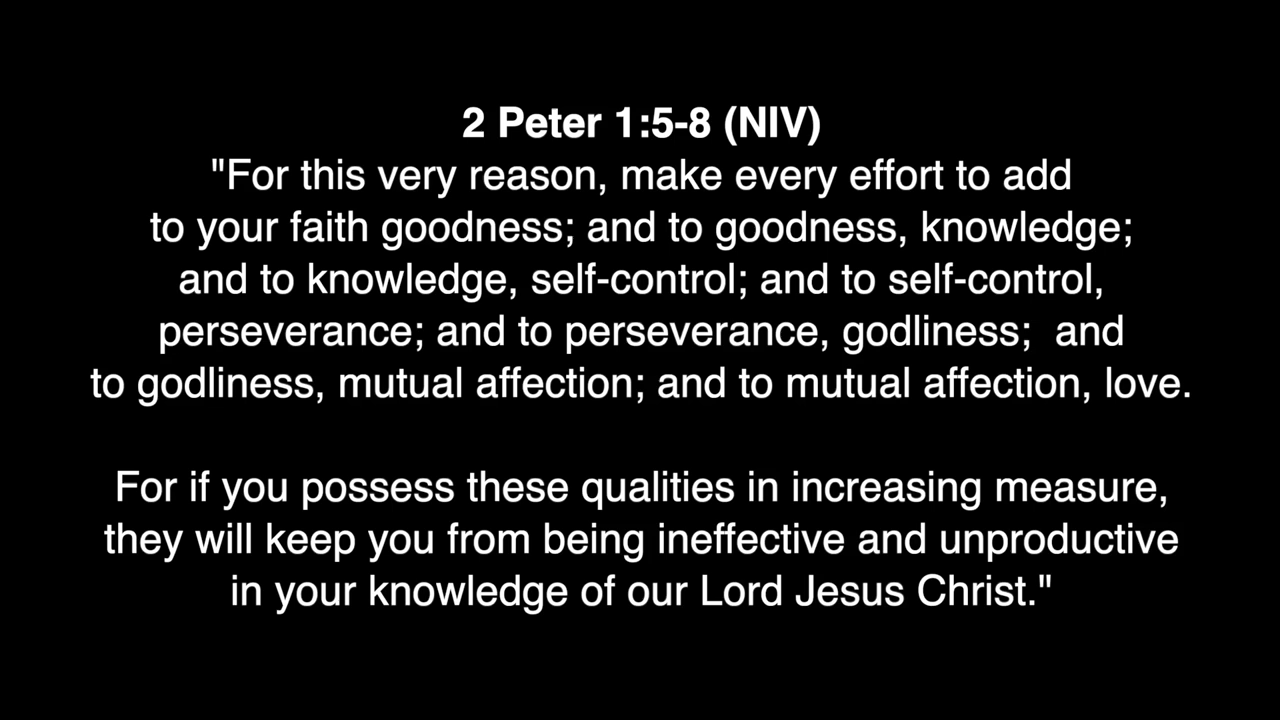 2 Peter 1:5-8 (NIV)
"For this very reason, make every effort to add
to your faith goodness; and to goodness, knowledge;
and to knowledge, self-control; and to self-control,
perseverance; and to perseverance, godliness;  and
to godliness, mutual affection; and to mutual affection, love.
For if you possess these qualities in increasing measure,
they will keep you from being ineffective and unproductive
in your knowledge of our Lord Jesus Christ."